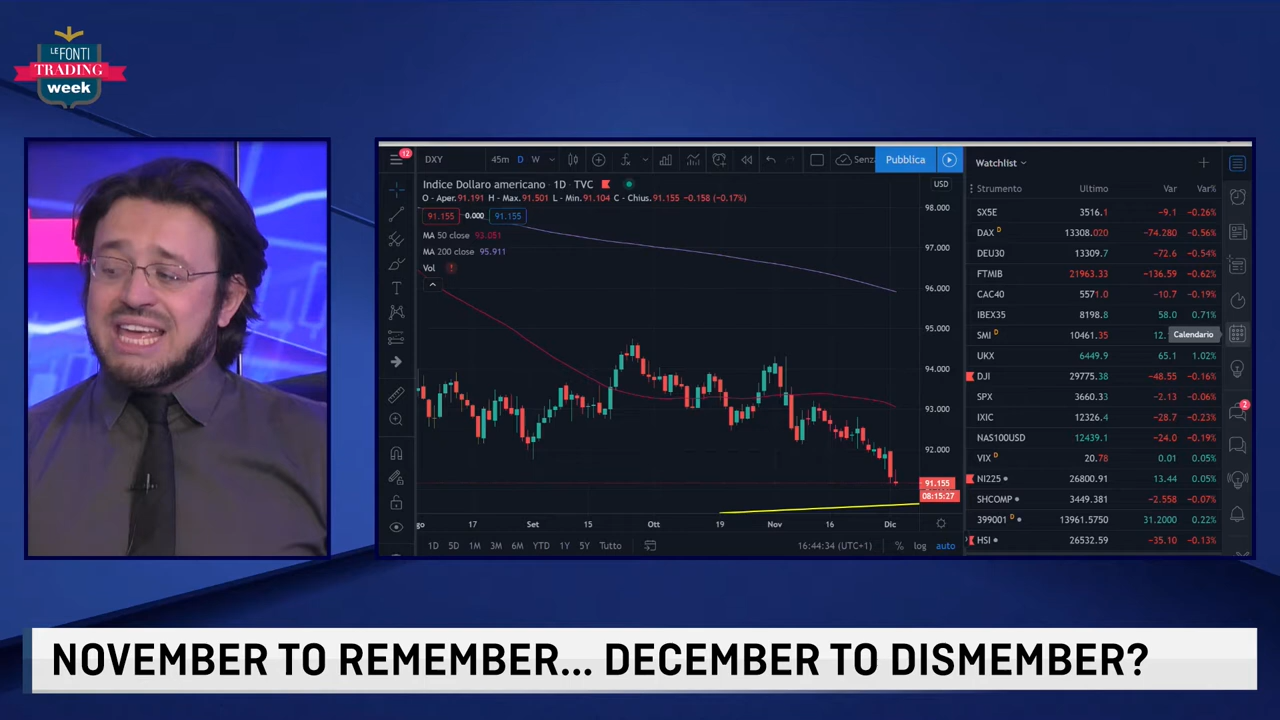 LE FONTI
TRADING
week
12
DXY
45m D W
Senz
Pubblica
Indice Dollaro americano · 1D · TVC
O - Aper.91.191 H - Max.91.501 L - Min.91.104 C - Chius.91.155 −0.158 (−0.17%)
91.155 0.000 91.155
MA 50 close 93.051
MA 200 close 95.911
Vol !
USD
98.000
97.000
96.000
95.000
94.000
93.000
92.000
91.155
08:15:27
go 17 Set 15 Ott 19 Nov 16 Dic
1D 5D 1M 3M 6M YTD 1Y 5Y Tutto
16:44:34 (UTC+1) % log auto
Watchlist
Strumento Ultimo Var Var%
SX5E 3516.1 −9.1 −0.26%
DAX D 13308.020 −74.280 −0.56%
DEU30 13309.7 −72.6 −0.54%
FTMIB 21963.33 −136.59 −0.62%
CAC40 5571.0 −10.7 −0.19%
IBEX35 8198.8 58.0 0.71%
SMI D 10461.35 12.
Calendario
UKX 6449.9 65.1 1.02%
DJI 29775.38 −48.55 −0.16%
SPX 3660.33 −2.13 −0.06%
IXIC 12326.4 −28.7 −0.23%
NAS100USD 12439.1 −24.0 −0.19%
VIX D 20.78 0.01 0.05%
NI225 26800.91 13.44 0.05%
SHCOMP 3449.381 −2.558 −0.07%
399001 D 13961.5750 31.2000 0.22%
HSI 26532.59 −35.10 −0.13%
2
NOVEMBER TO REMEMBER... DECEMBER TO DISMEMBER?